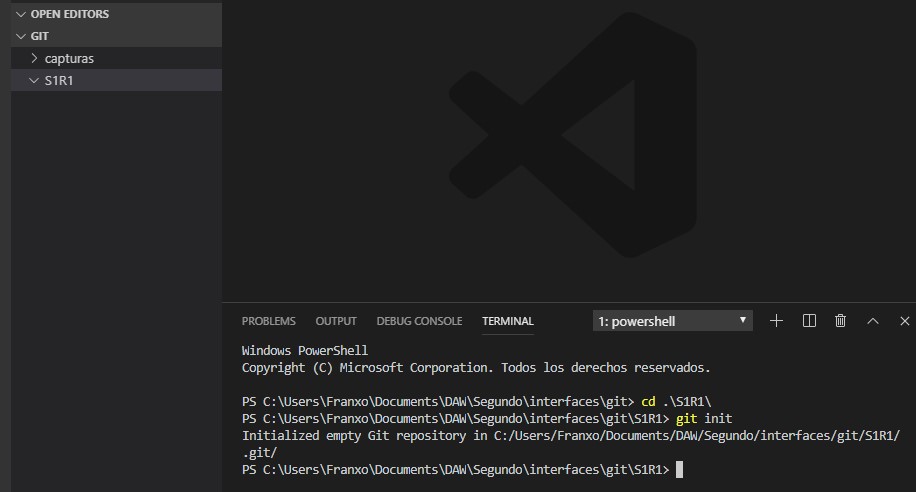 OPEN EDITORS
GIT
capturas
S1R1
PROBLEMS OUTPUT DEBUG CONSOLE TERMINAL 1: powershell
Windows PowerShell
Copyright (C) Microsoft Corporation. Todos los derechos reservados.
PS C:\Users\Franxo\Documents\DAW\Segundo\interfaces\git> cd .\S1R1\
PS C:\Users\Franxo\Documents\DAW\Segundo\interfaces\git\S1R1> git init
Initialized empty Git repository in C:/Users/Franxo/Documents/DAW/Segundo/interfaces/git/S1R1/
.git/
PS C:\Users\Franxo\Documents\DAW\Segundo\interfaces\git\S1R1>